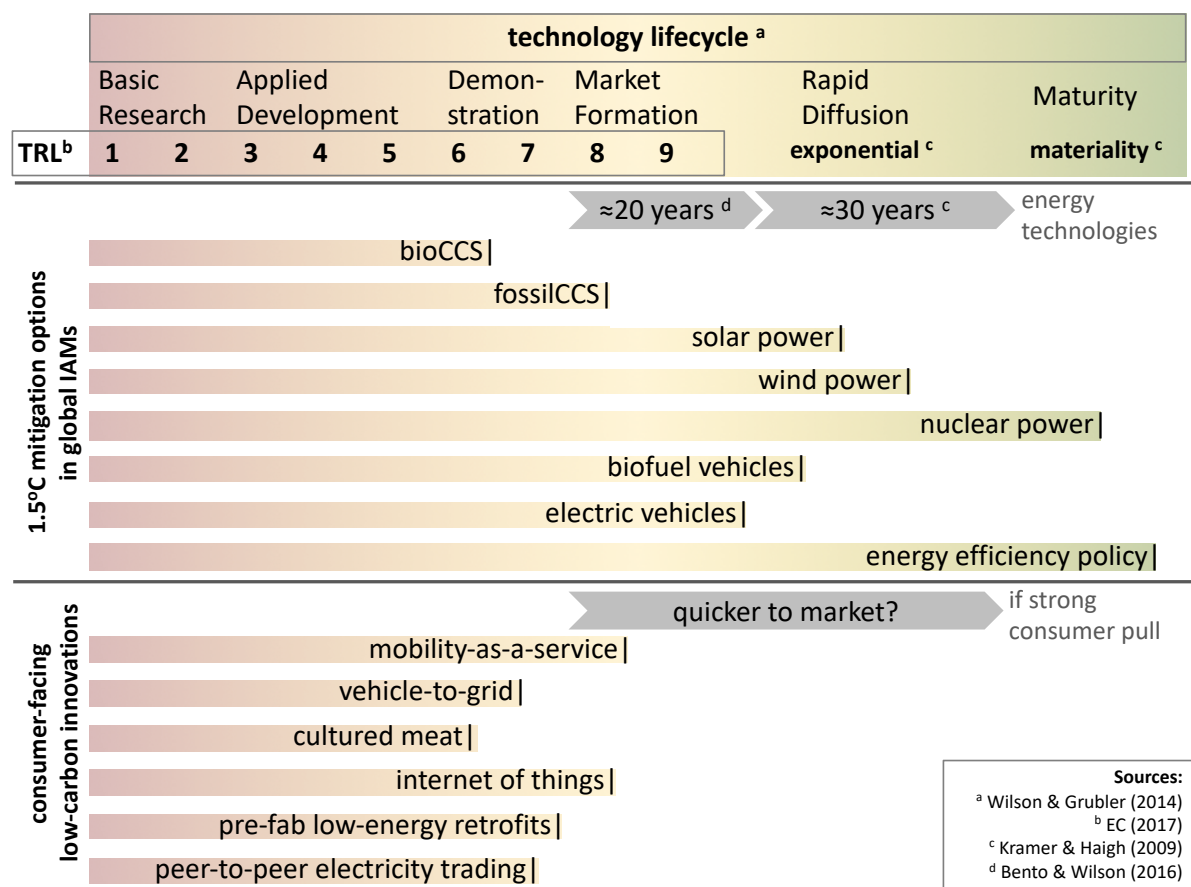 technology lifecycle a
Basic
Research
Applied
Development
Demon-
stration
Market
Formation
Rapid
Diffusion
Maturity
TRLb 1 2 3 4 5 6 7 8 9 exponential c materiality c
≈20 years d
≈30 years c
energy
technologies
1.5ºC mitigation options
in global IAMs
bioCCS
fossilCCS
solar power
wind power
nuclear power
biofuel vehicles
electric vehicles
energy efficiency policy
quicker to market?
if strong
consumer pull
consumer-facing
low-carbon innovations
mobility-as-a-service
vehicle-to-grid
cultured meat
internet of things
pre-fab low-energy retrofits
peer-to-peer electricity trading
Sources:
a Wilson & Grubler (2014)
b EC (2017)
c Kramer & Haigh (2009)
d Bento & Wilson (2016)